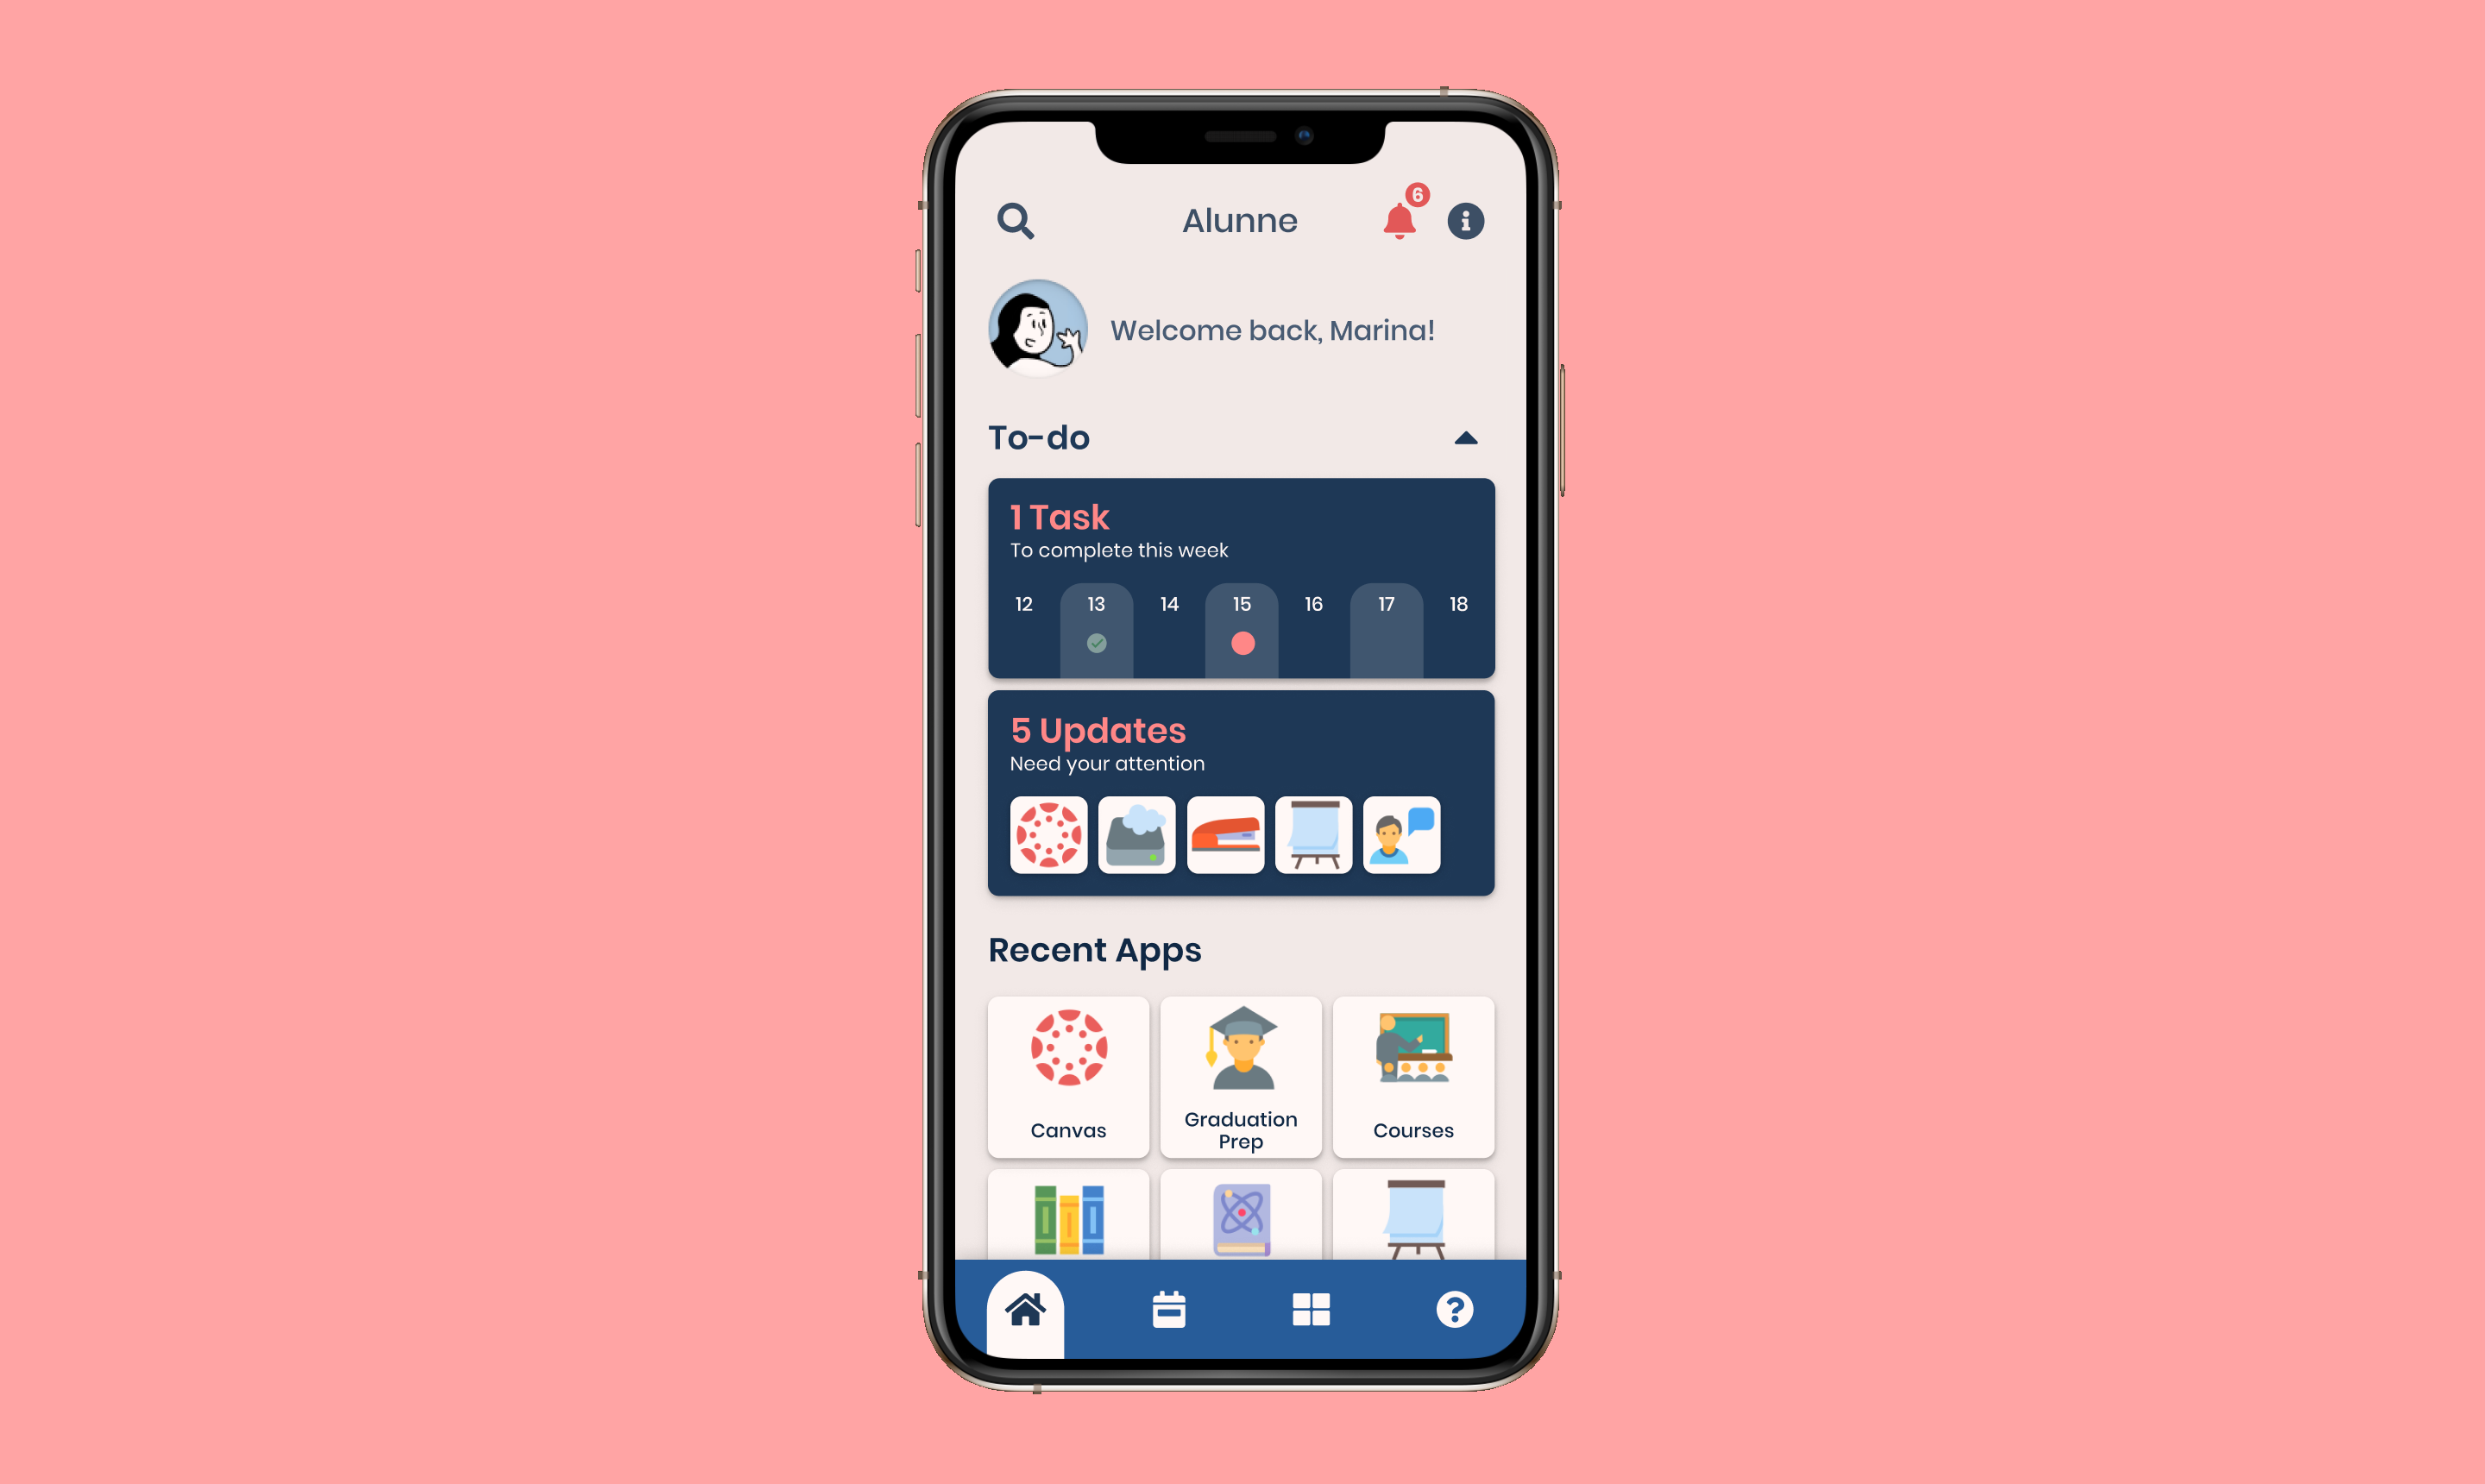 6
Alunne
Welcome back, Marina!
To-do
1 Task
To complete this week
12 13 14 15 16 17 18
5 Updates
Need your attention
Recent Apps
Canvas
Graduation
Prep
Courses